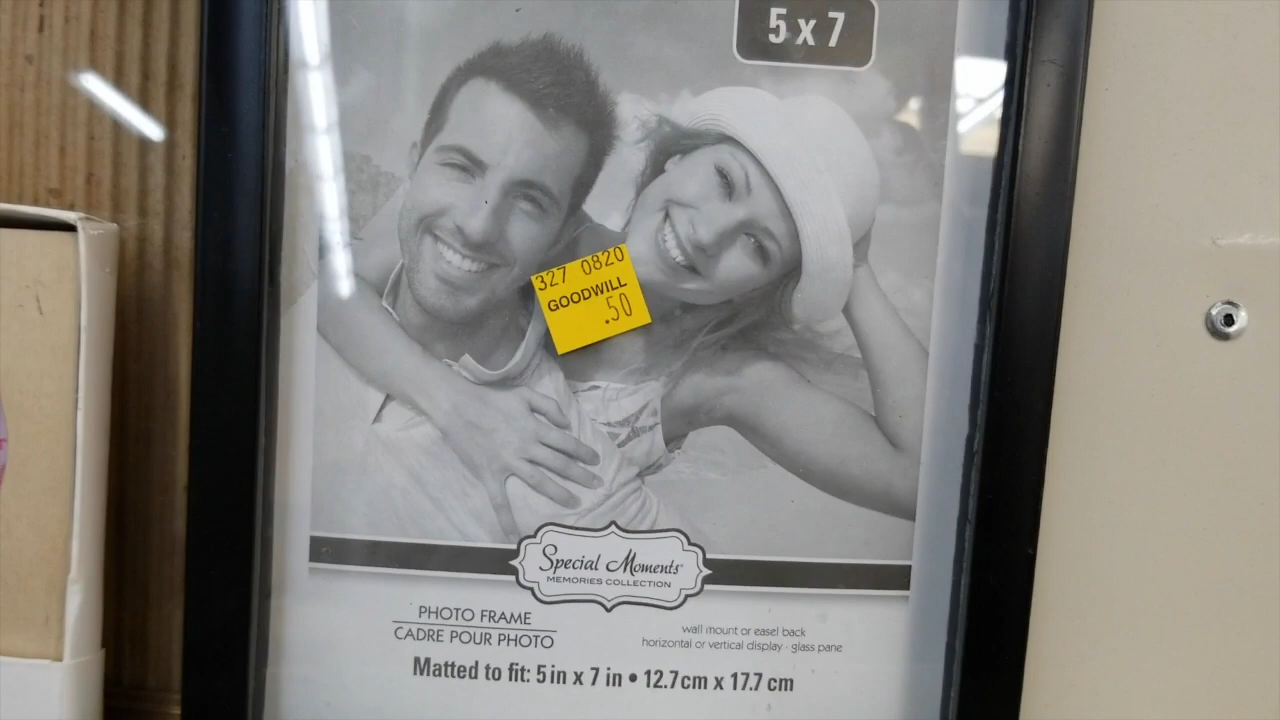 5 x 7
327 0820
GOODWILL
.50
Special Moments®
MEMORIES COLLECTION
PHOTO FRAME
CADRE POUR PHOTO
wall mount or easel back
horizontal or vertical display · glass pane
Matted to fit: 5 in x 7 in • 12.7cm x 17.7 cm